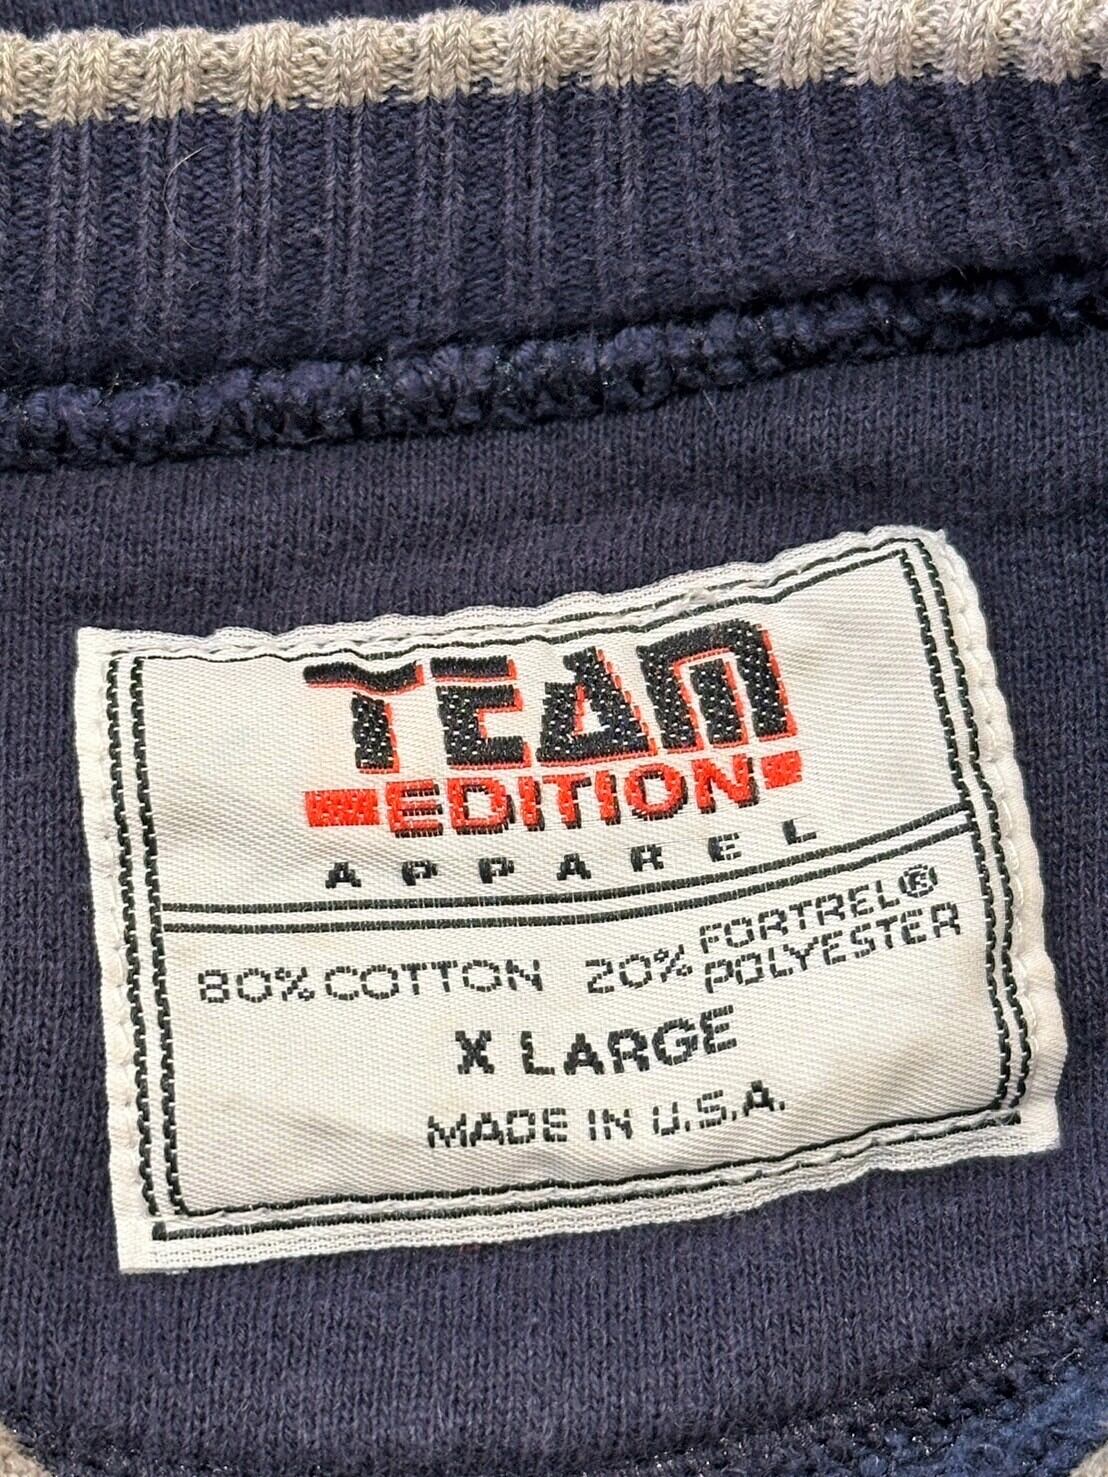 TEAM
EDITION
APPAREL
80% COTTON 20% FORTREL®
POLYESTER
X LARGE
MADE IN U.S.A.